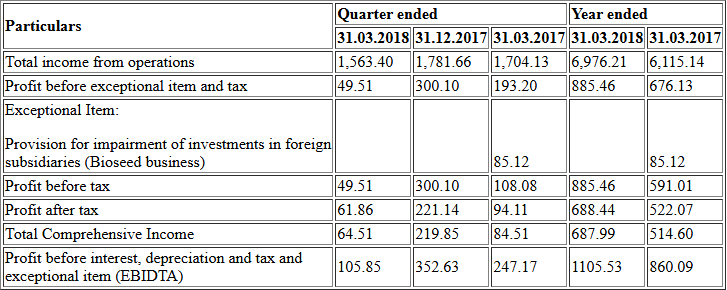 Particulars Quarter ended Year ended
31.03.2018 31.12.2017 31.03.2017 31.03.2018 31.03.2017
Total income from operations 1,563.40 1,781.66 1,704.13 6,976.21 6,115.14
Profit before exceptional item and tax 49.51 300.10 193.20 885.46 676.13
Exceptional Item:
Provision for impairment of investments in foreign
subsidiaries (Bioseed business) 85.12 85.12
Profit before tax 49.51 300.10 108.08 885.46 591.01
Profit after tax 61.86 221.14 94.11 688.44 522.07
Total Comprehensive Income 64.51 219.85 84.51 687.99 514.60
Profit before interest, depreciation and tax and
exceptional item (EBIDTA) 105.85 352.63 247.17 1105.53 860.09